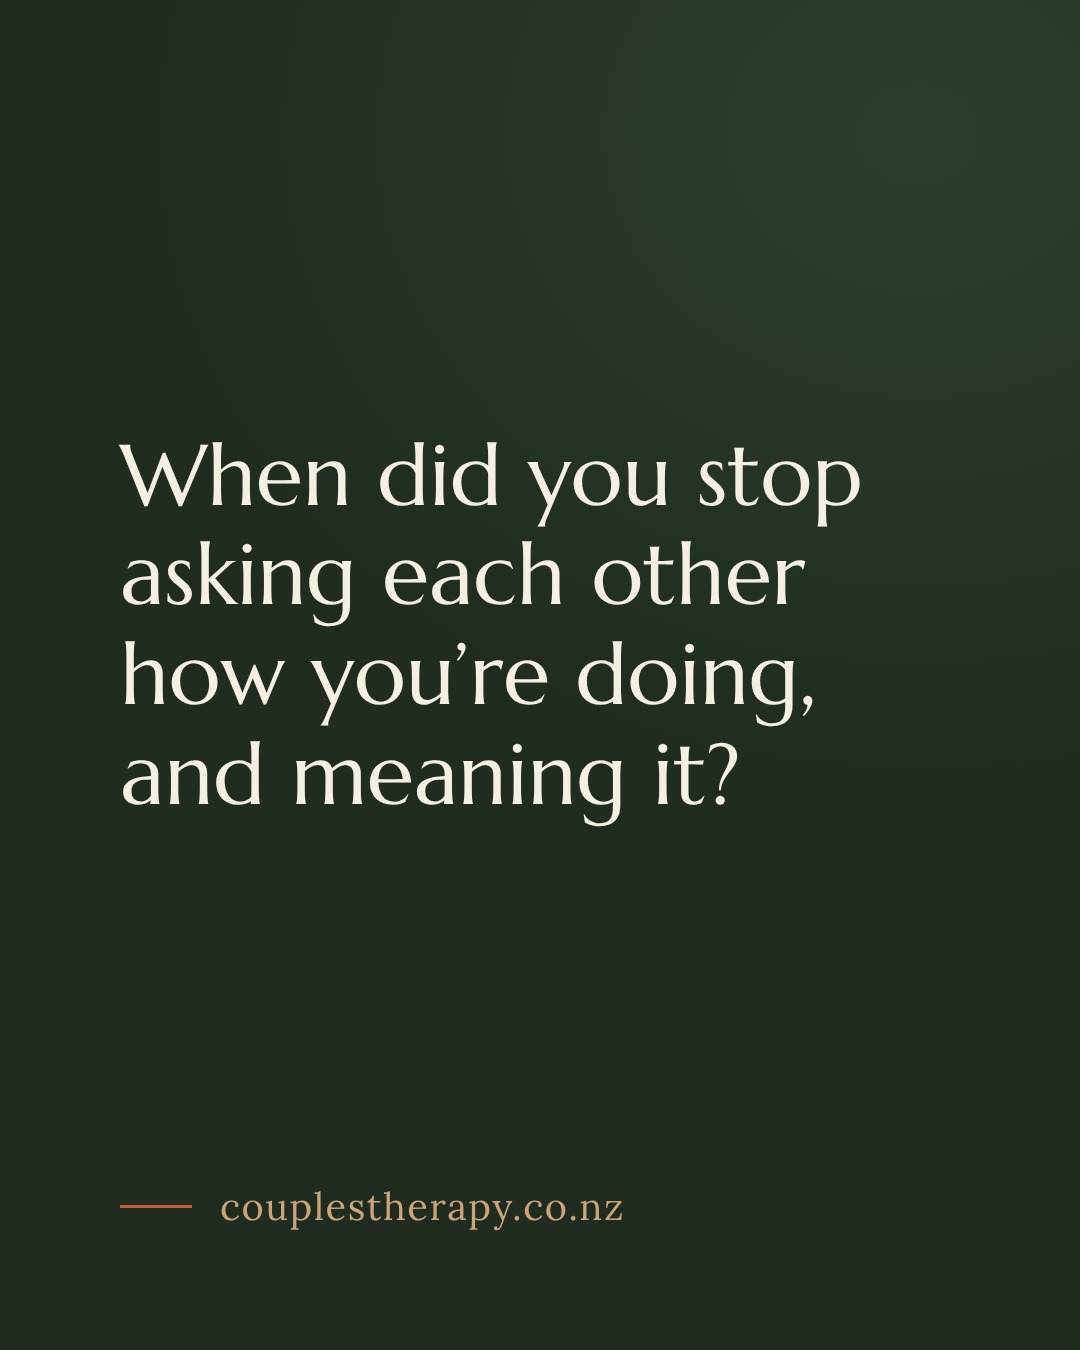 When did you stop
asking each other
how you’re doing,
and meaning it?
couplestherapy.co.nz